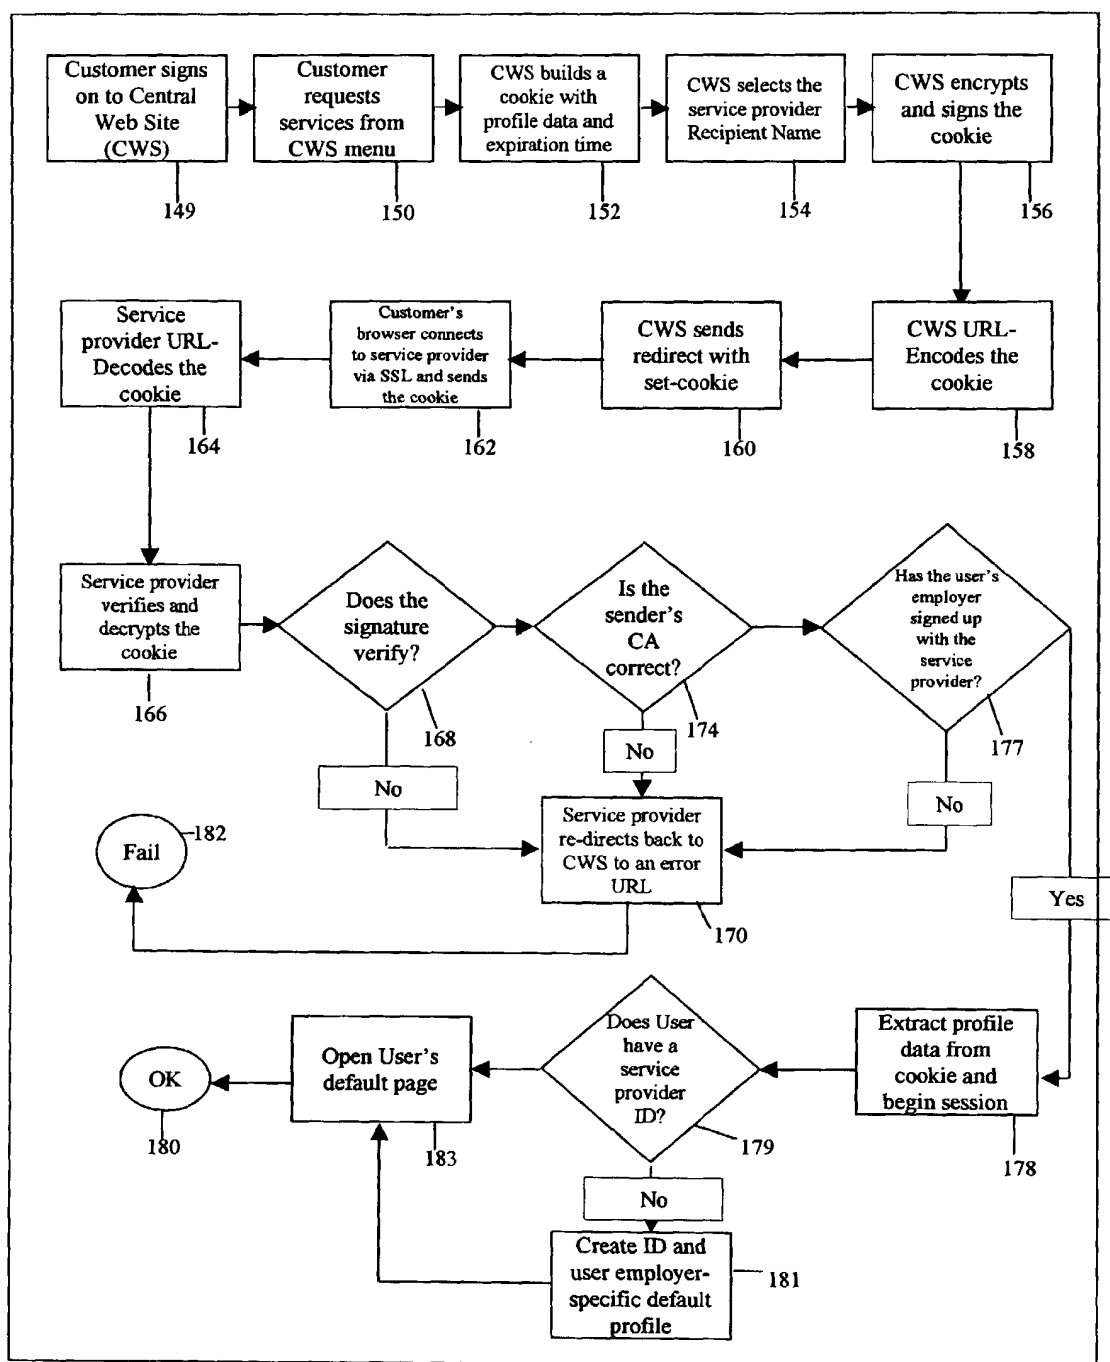 Customer signs
on to Central
Web Site
(CWS)
149
Customer
requests
services from
CWS menu
150
CWS builds a
cookie with
profile data and
expiration time
152
CWS selects the
service provider
Recipient Name
154
CWS encrypts
and signs the
cookie
156
CWS URL-
Encodes the
cookie
158
CWS sends
redirect with
set-cookie
160
Customer's
browser connects
to service provider
via SSL and sends
the cookie
162
Service
provider URL-
Decodes the
cookie
164
Service provider
verifies and
decrypts the
cookie
166
Does the
signature
verify?
168
No
Is the
sender's
CA
correct?
174
No
Has the user's
employer
signed up
with the
service
provider?
177
No
Yes
Service provider
re-directs back to
CWS to an error
URL
170
Fail
182
Extract profile
data from
cookie and
begin session
178
Does User
have a
service
provider
ID?
179
No
Create ID and
user employer-
specific default
profile
181
Open User's
default page
183
OK
180